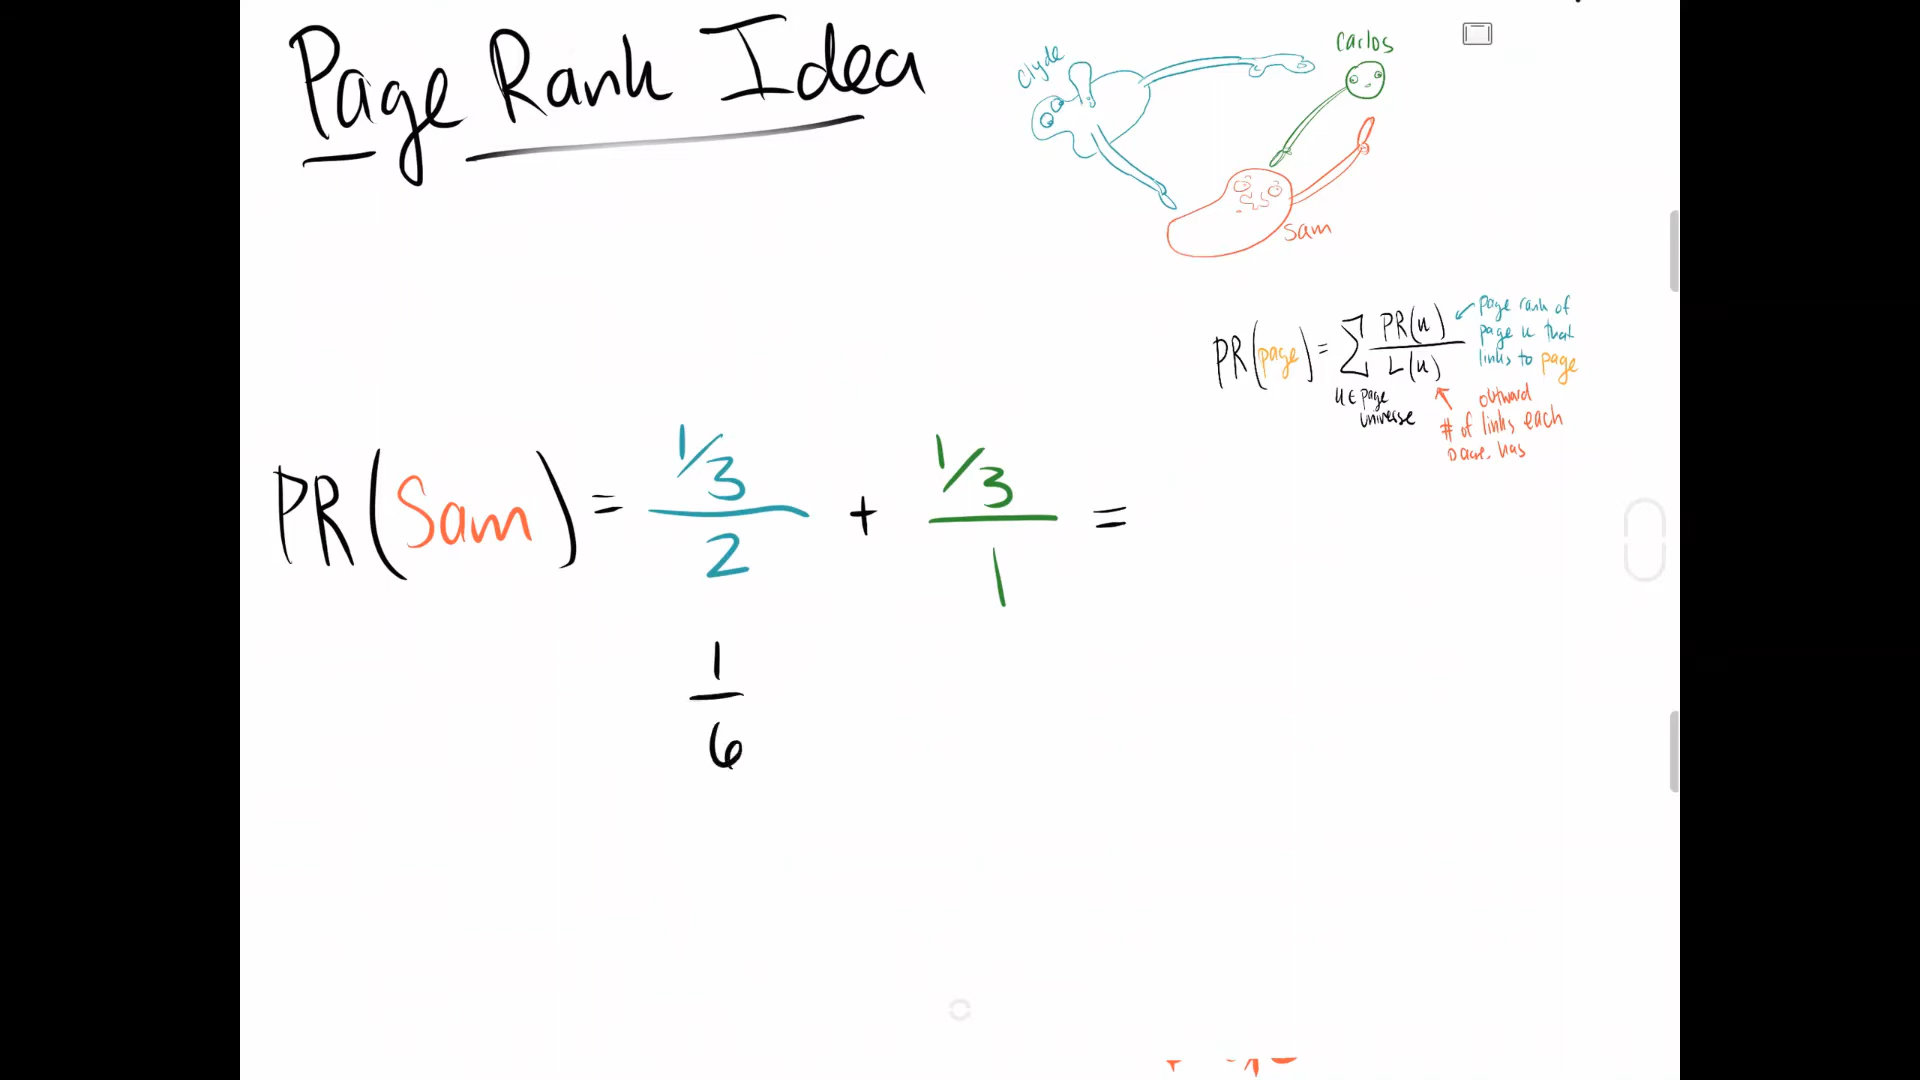 Page Rank Idea
Clyde
Carlos
Sam
PR(page) = ∑ PR(u) / L(u)
u ∈ page
universe
page rank of
page u that
links to page
outward
# of links each
page has
PR(Sam) = 1/3 / 2 + 1/3 / 1 =
1/6